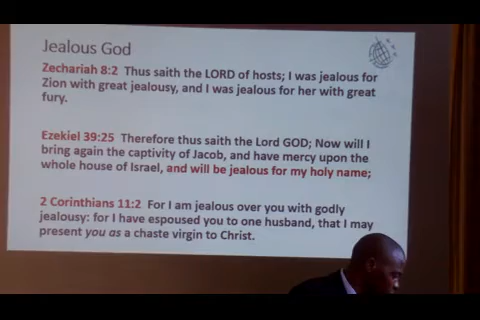 Jealous God
Zechariah 8:2 Thus saith the LORD of hosts; I was jealous for
Zion with great jealousy, and I was jealous for her with great
fury.
Ezekiel 39:25 Therefore thus saith the Lord GOD; Now will I
bring again the captivity of Jacob, and have mercy upon the
whole house of Israel, and will be jealous for my holy name;
2 Corinthians 11:2 For I am jealous over you with godly
jealousy: for I have espoused you to one husband, that I may
present you as a chaste virgin to Christ.